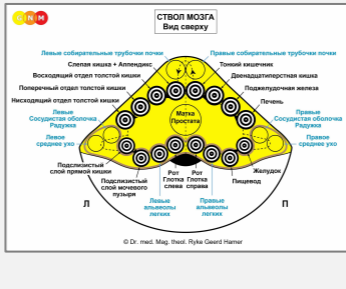 GNM
СТВОЛ МОЗГА
Вид сверху
Левые собирательные трубочки почки
Правые собирательные трубочки почки
Слепая кишка + Аппендикс
Тонкий кишечник
Восходящий отдел толстой кишки
Двенадцатиперстная кишка
Поперечный отдел толстой кишки
Поджелудочная железа
Нисходящий отдел толстой кишки
Печень
Левые
Сосудистая оболочка
Радужка
Матка
Простата
Правые
Сосудистая оболочка
Радужка
Левое
среднее ухо
Правое
среднее ухо
Подслизистый
слой прямой кишки
Рот
Глотка
слева
Рот
Глотка
справа
Желудок
Подслизистый
слой мочевого
пузыря
Пищевод
Левые
альвеолы
легких
Правые
альвеолы
легких
Л
П
© Dr. med. Mag. theol. Ryke Geerd Hamer